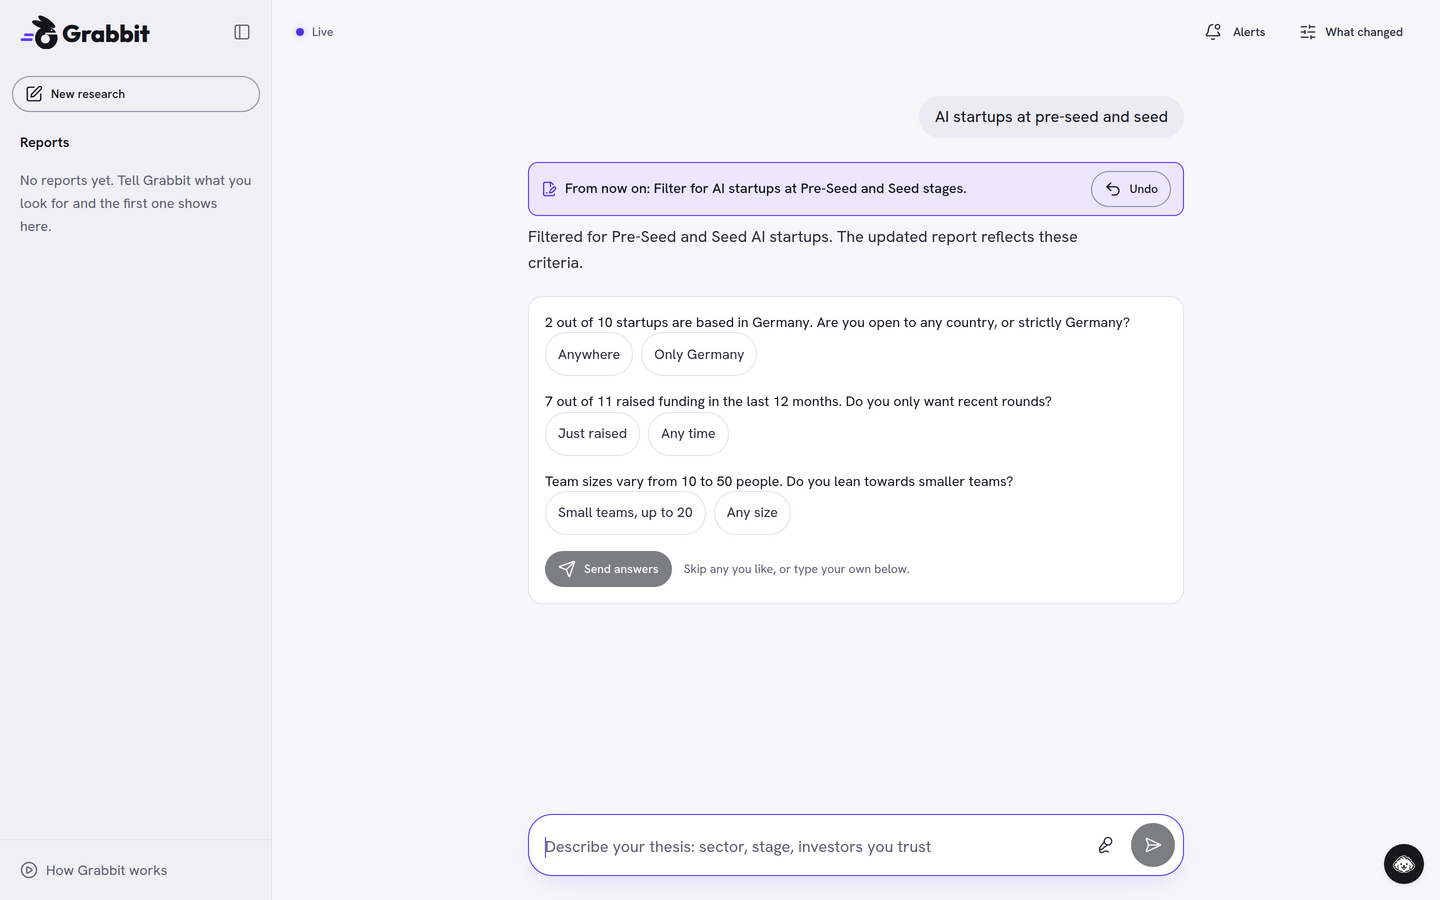 Grabbit
Live
Alerts
What changed
New research
Reports
No reports yet. Tell Grabbit what you
look for and the first one shows
here.
AI startups at pre-seed and seed
From now on: Filter for AI startups at Pre-Seed and Seed stages.
Undo
Filtered for Pre-Seed and Seed AI startups. The updated report reflects these
criteria.
2 out of 10 startups are based in Germany. Are you open to any country, or strictly Germany?
Anywhere
Only Germany
7 out of 11 raised funding in the last 12 months. Do you only want recent rounds?
Just raised
Any time
Team sizes vary from 10 to 50 people. Do you lean towards smaller teams?
Small teams, up to 20
Any size
Send answers
Skip any you like, or type your own below.
Describe your thesis: sector, stage, investors you trust
How Grabbit works